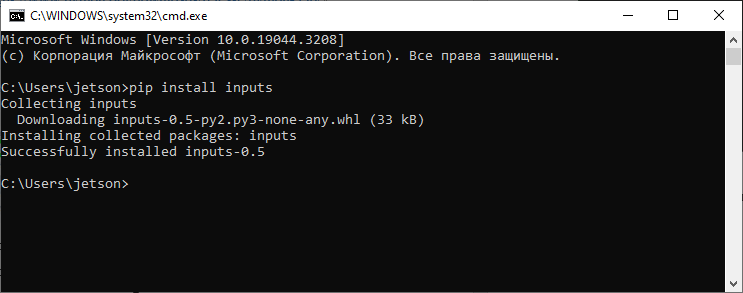 C:\WINDOWS\system32\cmd.exe
Microsoft Windows [Version 10.0.19044.3208]
(c) Корпорация Майкрософт (Microsoft Corporation). Все права защищены.
C:\Users\jetson>pip install inputs
Collecting inputs
  Downloading inputs-0.5-py2.py3-none-any.whl (33 kB)
Installing collected packages: inputs
Successfully installed inputs-0.5
C:\Users\jetson>